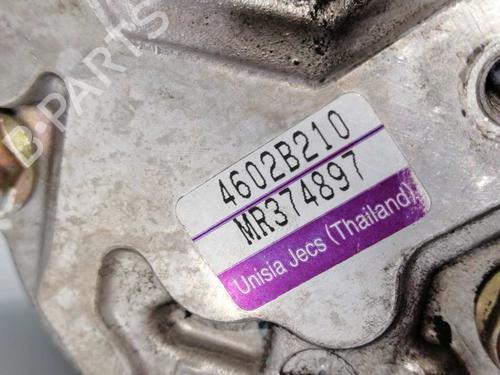 B-PARTS
4602B210
MR374897
Unisia Jecs (Thailand)